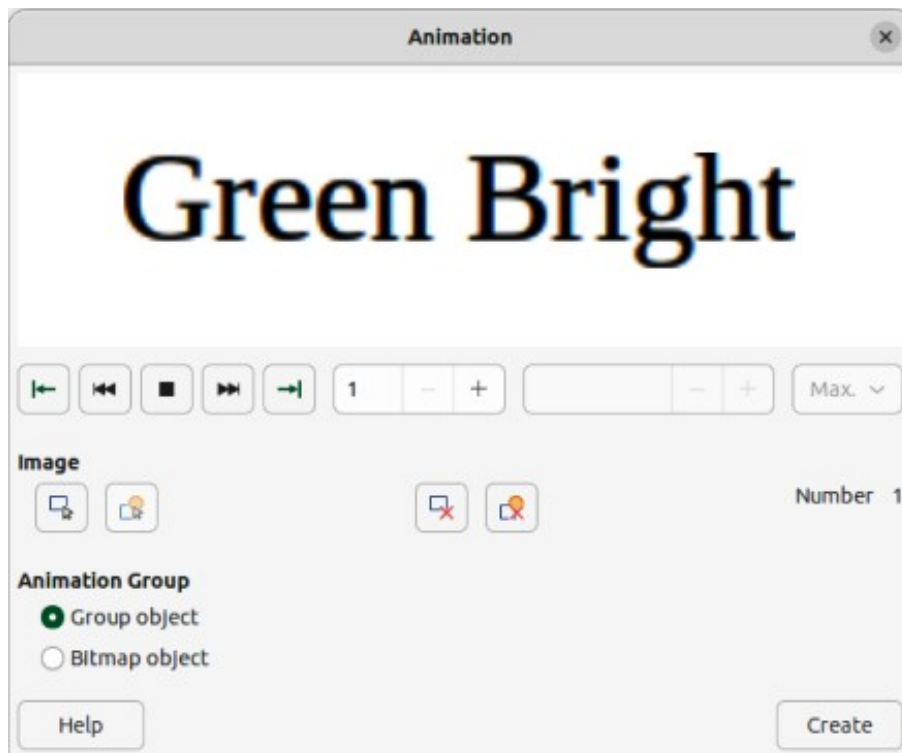 Animation
Green Bright
1 Max.
Image
Number 1
Animation Group
Group object
Bitmap object
Help Create